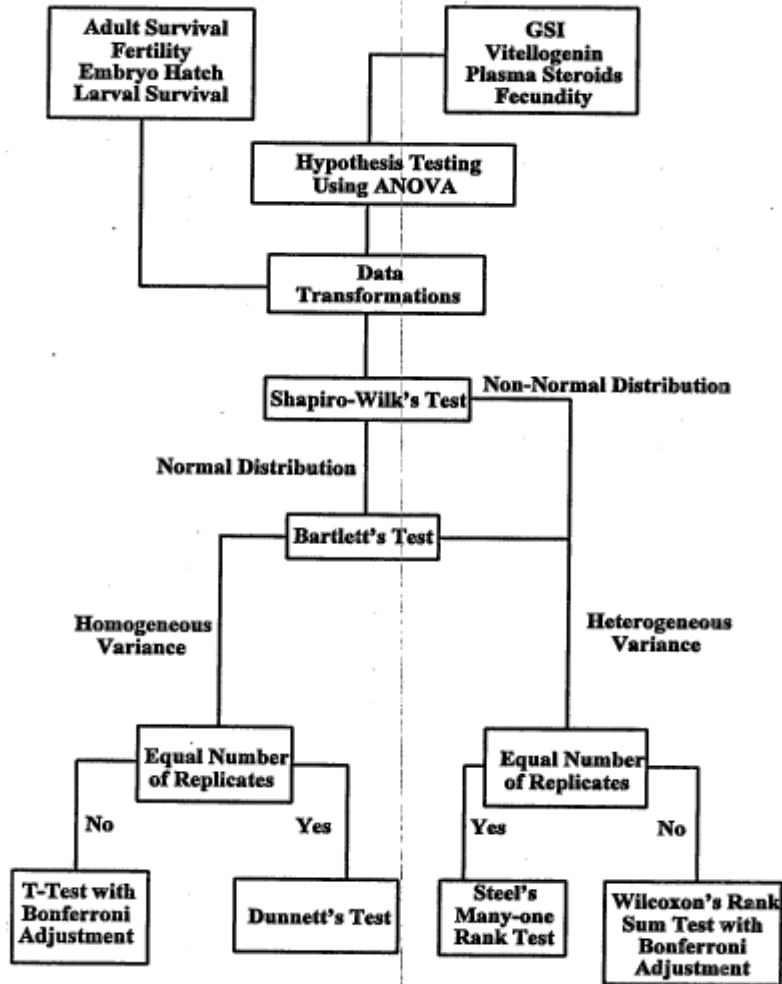 Adult Survival
Fertility
Embryo Hatch
Larval Survival
GSI
Vitellogenin
Plasma Steroids
Fecundity
Hypothesis Testing
Using ANOVA
Data
Transformations
Shapiro-Wilk's Test
Non-Normal Distribution
Normal Distribution
Bartlett's Test
Homogeneous
Variance
Heterogeneous
Variance
Equal Number
of Replicates
Equal Number
of Replicates
No
Yes
Yes
No
T-Test with
Bonferroni
Adjustment
Dunnett's Test
Steel's
Many-one
Rank Test
Wilcoxon's Rank
Sum Test with
Bonferroni
Adjustment